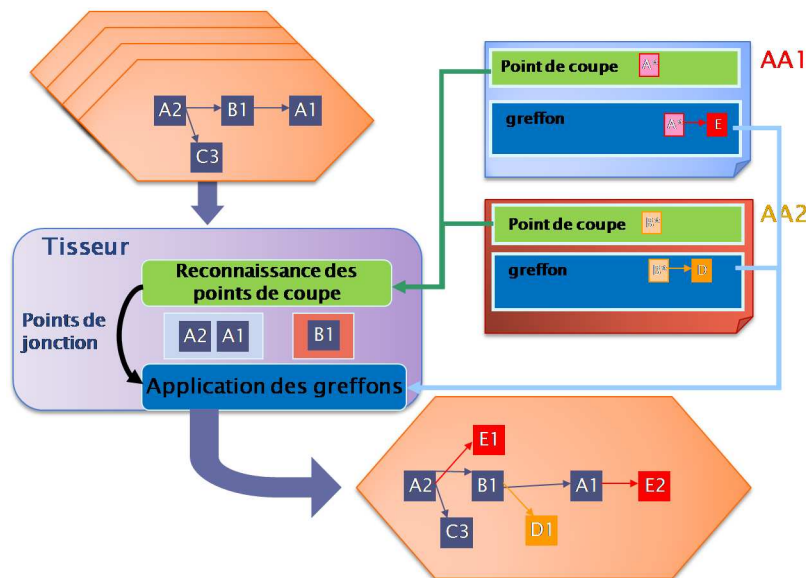 A2 B1 A1
C3
AA1
Point de coupe A*
greffon
A* E
AA2
Point de coupe B*
greffon B* D
Tisseur
Reconnaissance des
points de coupe
Points de
jonction
A2 A1 B1
Application des greffons
E1
A2 B1 A1 E2
C3 D1